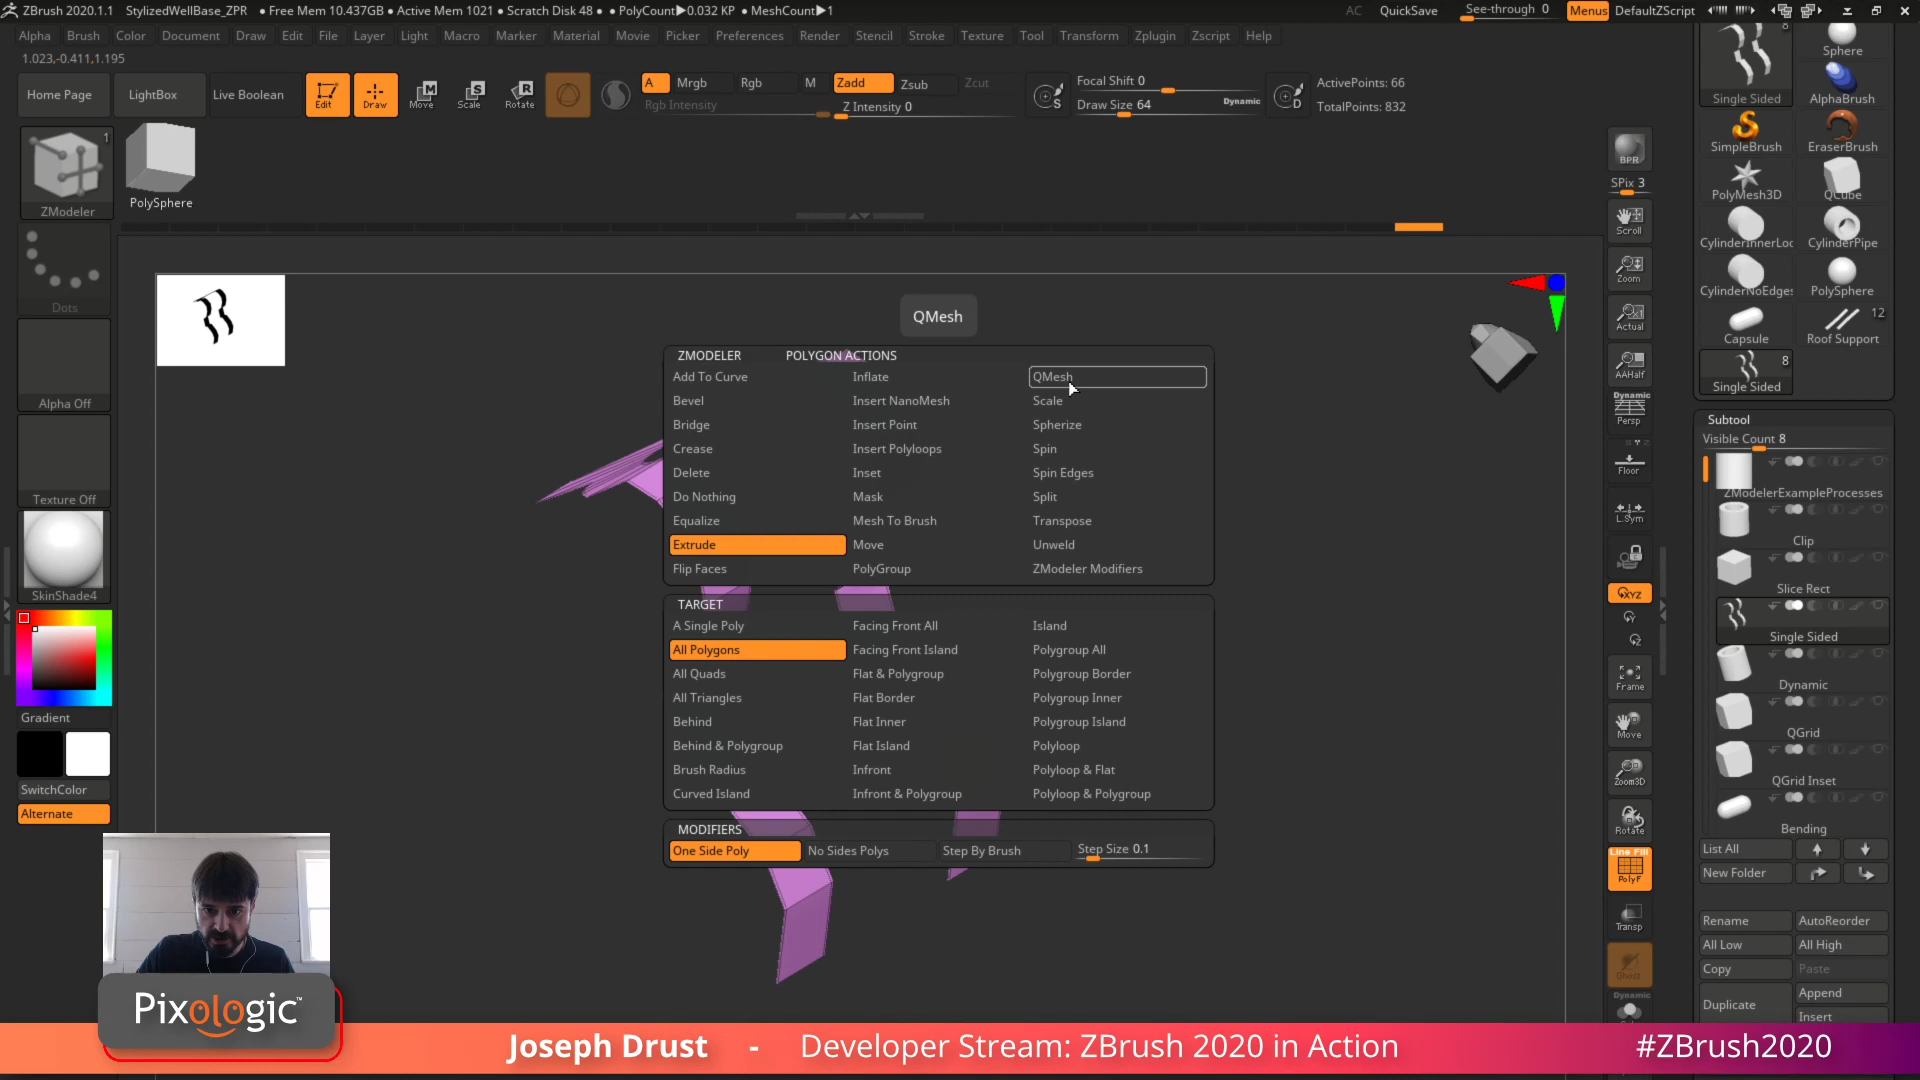 ZBrush 2020.1.1 StylizedWellBase_ZPR • Free Mem 10.437GB • Active Mem 1021 • Scratch Disk 48 • • PolyCount▶0.032 KP • MeshCount▶1 AC QuickSave See-through 0 Menus DefaultZScript
Alpha Brush Color Document Draw Edit File Layer Light Macro Marker Material Movie Picker Preferences Render Stencil Stroke Texture Tool Transform Zplugin Zscript Help
1.023,-0.411,1.195
Home Page LightBox Live Boolean Edit Draw Move Scale Rotate
A Mrgb Rgb M Zadd Zsub Zcut
Rgb Intensity Z Intensity 0
S Focal Shift 0
Draw Size 64 Dynamic D
ActivePoints: 66
TotalPoints: 832
1
ZModeler
PolySphere
Dots
Alpha Off
Texture Off
SkinShade4
Gradient
SwitchColor
Alternate
QMesh
ZMODELER POLYGON ACTIONS
Add To Curve Inflate QMesh
Bevel Insert NanoMesh Scale
Bridge Insert Point Spherize
Crease Insert Polyloops Spin
Delete Inset Spin Edges
Do Nothing Mask Split
Equalize Mesh To Brush Transpose
Extrude Move Unweld
Flip Faces PolyGroup ZModeler Modifiers
TARGET
A Single Poly Facing Front All Island
All Polygons Facing Front Island Polygroup All
All Quads Flat & Polygroup Polygroup Border
All Triangles Flat Border Polygroup Inner
Behind Flat Inner Polygroup Island
Behind & Polygroup Flat Island Polyloop
Brush Radius Infront Polyloop & Flat
Curved Island Infront & Polygroup Polyloop & Polygroup
MODIFIERS
One Side Poly No Sides Polys Step By Brush Step Size 0.1
BPR
SPix 3
Scroll
Zoom
Actual
AAHalf
Dynamic
Persp
Floor
L.Sym
XYZ
Frame
Move
Zoom3D
Rotate
Line Fill
PolyF
Transp
Ghost
Dynamic
8
Single Sided
Sphere
AlphaBrush
SimpleBrush EraserBrush
PolyMesh3D QCube
CylinderInnerLoc CylinderPipe
CylinderNoEdges PolySphere
12
Capsule Roof Support
8
Single Sided
Subtool
Visible Count 8
ZModelerExampleProcesses
Clip
Slice Rect
Single Sided
Dynamic
QGrid
QGrid Inset
Bending
List All
New Folder
Rename AutoReorder
All Low All High
Copy Paste
Duplicate Append
Insert
Pixologic™
Joseph Drust - Developer Stream: ZBrush 2020 in Action #ZBrush2020